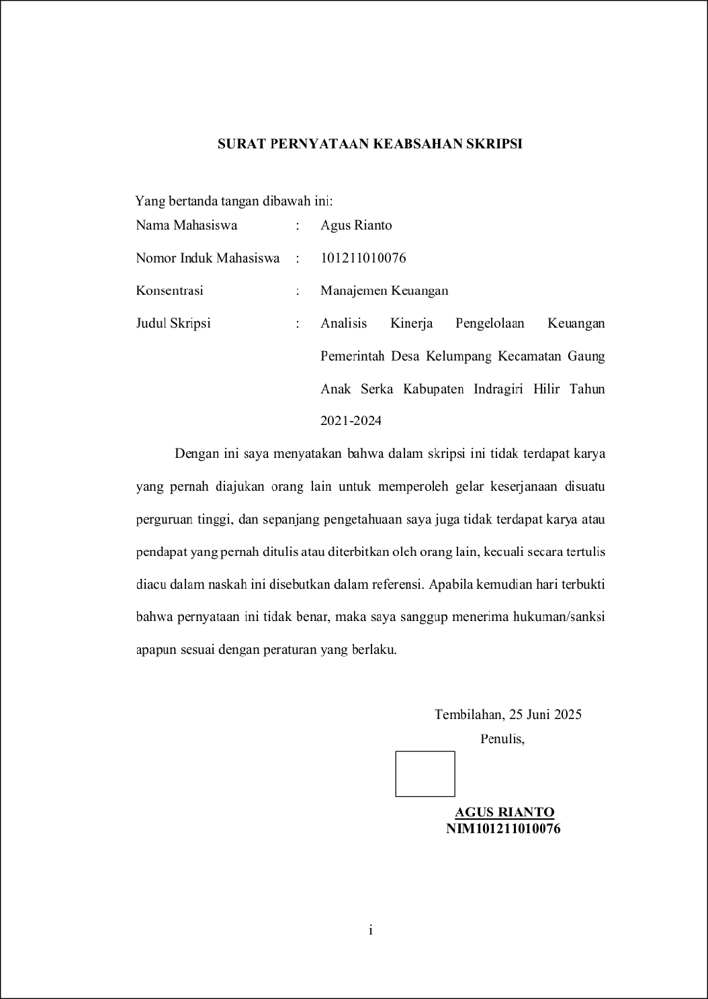 SURAT PERNYATAAN KEABSAHAN SKRIPSI
Yang bertanda tangan dibawah ini:
Nama Mahasiswa : Agus Rianto
Nomor Induk Mahasiswa : 101211010076
Konsentrasi : Manajemen Keuangan
Judul Skripsi : Analisis Kinerja Pengelolaan Keuangan
Pemerintah Desa Kelumpang Kecamatan Gaung
Anak Serka Kabupaten Indragiri Hilir Tahun
2021-2024
Dengan ini saya menyatakan bahwa dalam skripsi ini tidak terdapat karya
yang pernah diajukan orang lain untuk memperoleh gelar keserjanaan disuatu
perguruan tinggi, dan sepanjang pengetahuaan saya juga tidak terdapat karya atau
pendapat yang pernah ditulis atau diterbitkan oleh orang lain, kecuali secara tertulis
diacu dalam naskah ini disebutkan dalam referensi. Apabila kemudian hari terbukti
bahwa pernyataan ini tidak benar, maka saya sanggup menerima hukuman/sanksi
apapun sesuai dengan peraturan yang berlaku.
Tembilahan, 25 Juni 2025
Penulis,
AGUS RIANTO
NIM101211010076
i